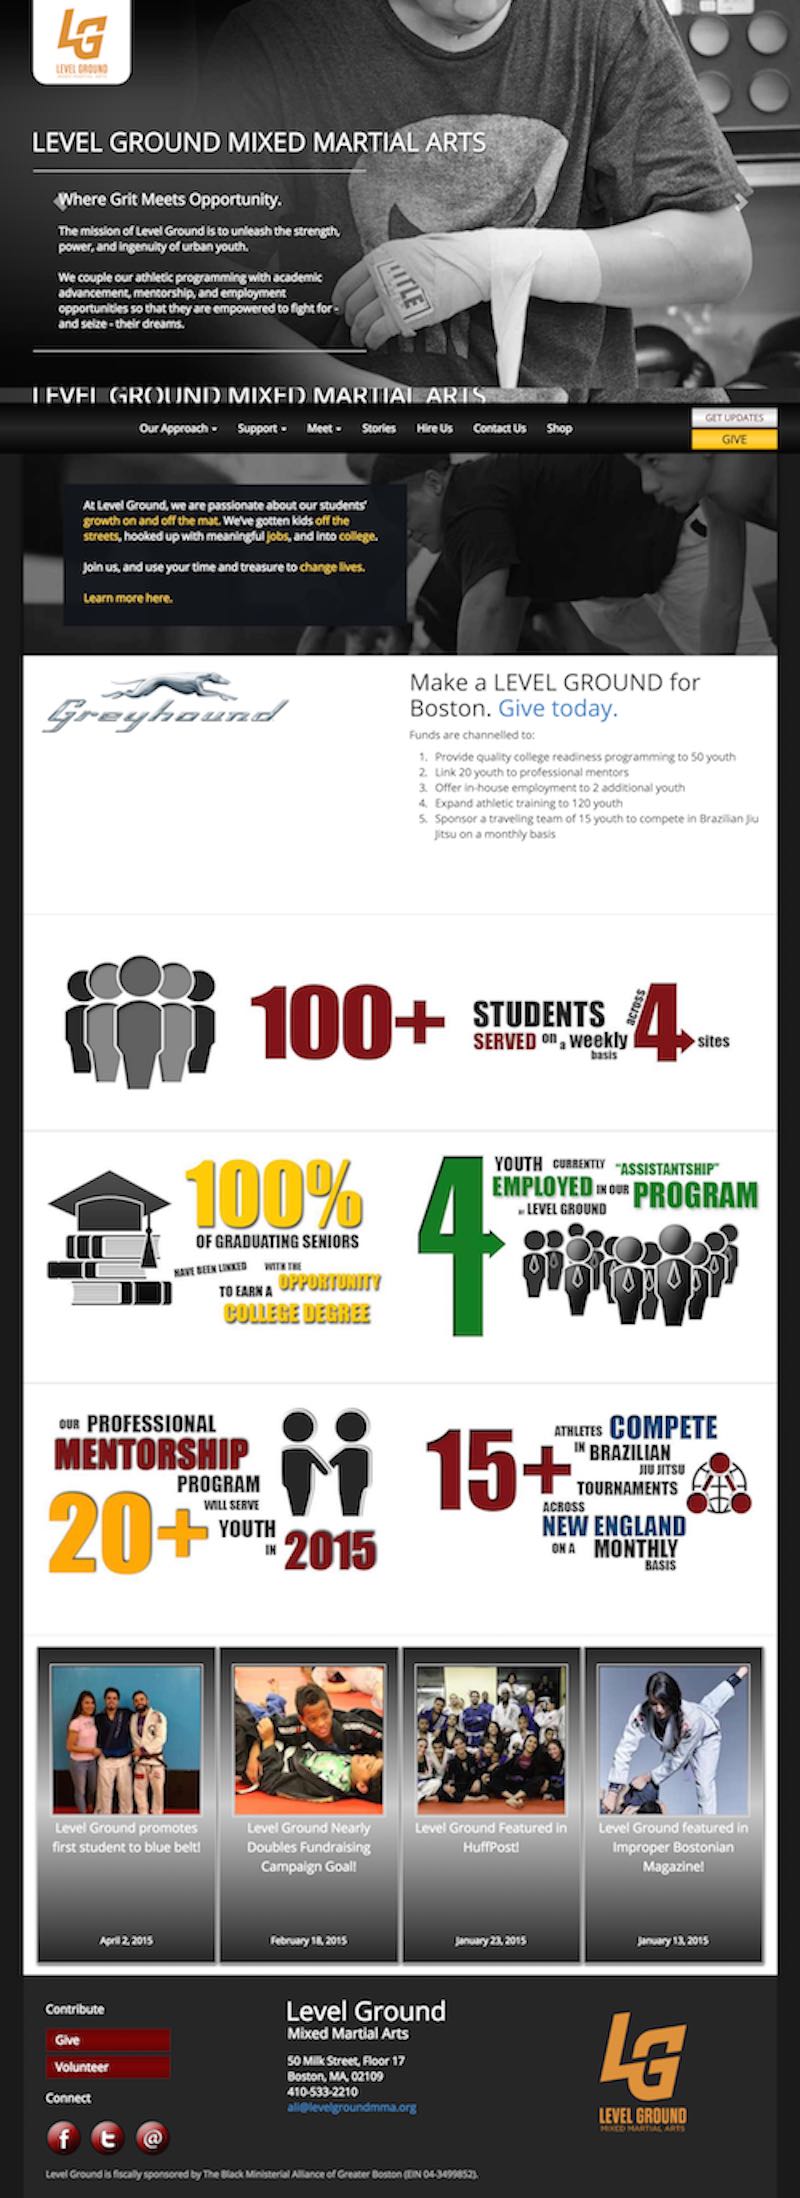 LG
LEVEL GROUND
MIXED MARTIAL ARTS
LEVEL GROUND MIXED MARTIAL ARTS
Where Grit Meets Opportunity.
The mission of Level Ground is to unleash the strength,
power, and ingenuity of urban youth.
We couple our athletic programming with academic
advancement, mentorship, and employment
opportunities so that they are empowered to fight for -
and seize - their dreams.
TITLE
LEVEL GROUND MIXED MARTIAL ARTS
Our Approach
Support
Meet
Stories
Hire Us
Contact Us
Shop
GET UPDATES
GIVE
At Level Ground, we are passionate about our students'
growth on and off the mat. We've gotten kids off the
streets, hooked up with meaningful jobs, and into college.
Join us, and use your time and treasure to change lives.
Learn more here.
Greyhound
Make a LEVEL GROUND for
Boston. Give today.
Funds are channelled to:
1. Provide quality college readiness programming to 50 youth
2. Link 20 youth to professional mentors
3. Offer in-house employment to 2 additional youth
4. Expand athletic training to 120 youth
5. Sponsor a traveling team of 15 youth to compete in Brazilian Jiu
Jitsu on a monthly basis
100+
STUDENTS
SERVED on a weekly
basis
across
4
sites
100%
OF GRADUATING SENIORS
HAVE BEEN LINKED WITH THE
TO EARN A OPPORTUNITY
COLLEGE DEGREE
4
YOUTH CURRENTLY "ASSISTANTSHIP"
EMPLOYED IN OUR PROGRAM
at LEVEL GROUND
OUR PROFESSIONAL
MENTORSHIP
PROGRAM
20+
WILL SERVE
YOUTH
IN 2015
15+
ATHLETES COMPETE
IN BRAZILIAN
JIU JITSU
TOURNAMENTS
ACROSS
NEW ENGLAND
ON A MONTHLY
BASIS
Level Ground promotes
first student to blue belt!
April 2, 2015
Level Ground Nearly
Doubles Fundraising
Campaign Goal!
February 18, 2015
Level Ground Featured in
HuffPost!
January 23, 2015
Level Ground featured in
Improper Bostonian
Magazine!
January 13, 2015
Contribute
Give
Volunteer
Connect
f
t
@
Level Ground
Mixed Martial Arts
50 Milk Street, Floor 17
Boston, MA, 02109
410-533-2210
ali@levelgroundmma.org
LG
LEVEL GROUND
MIXED MARTIAL ARTS
Level Ground is fiscally sponsored by The Black Ministerial Alliance of Greater Boston (EIN 04-3499852).